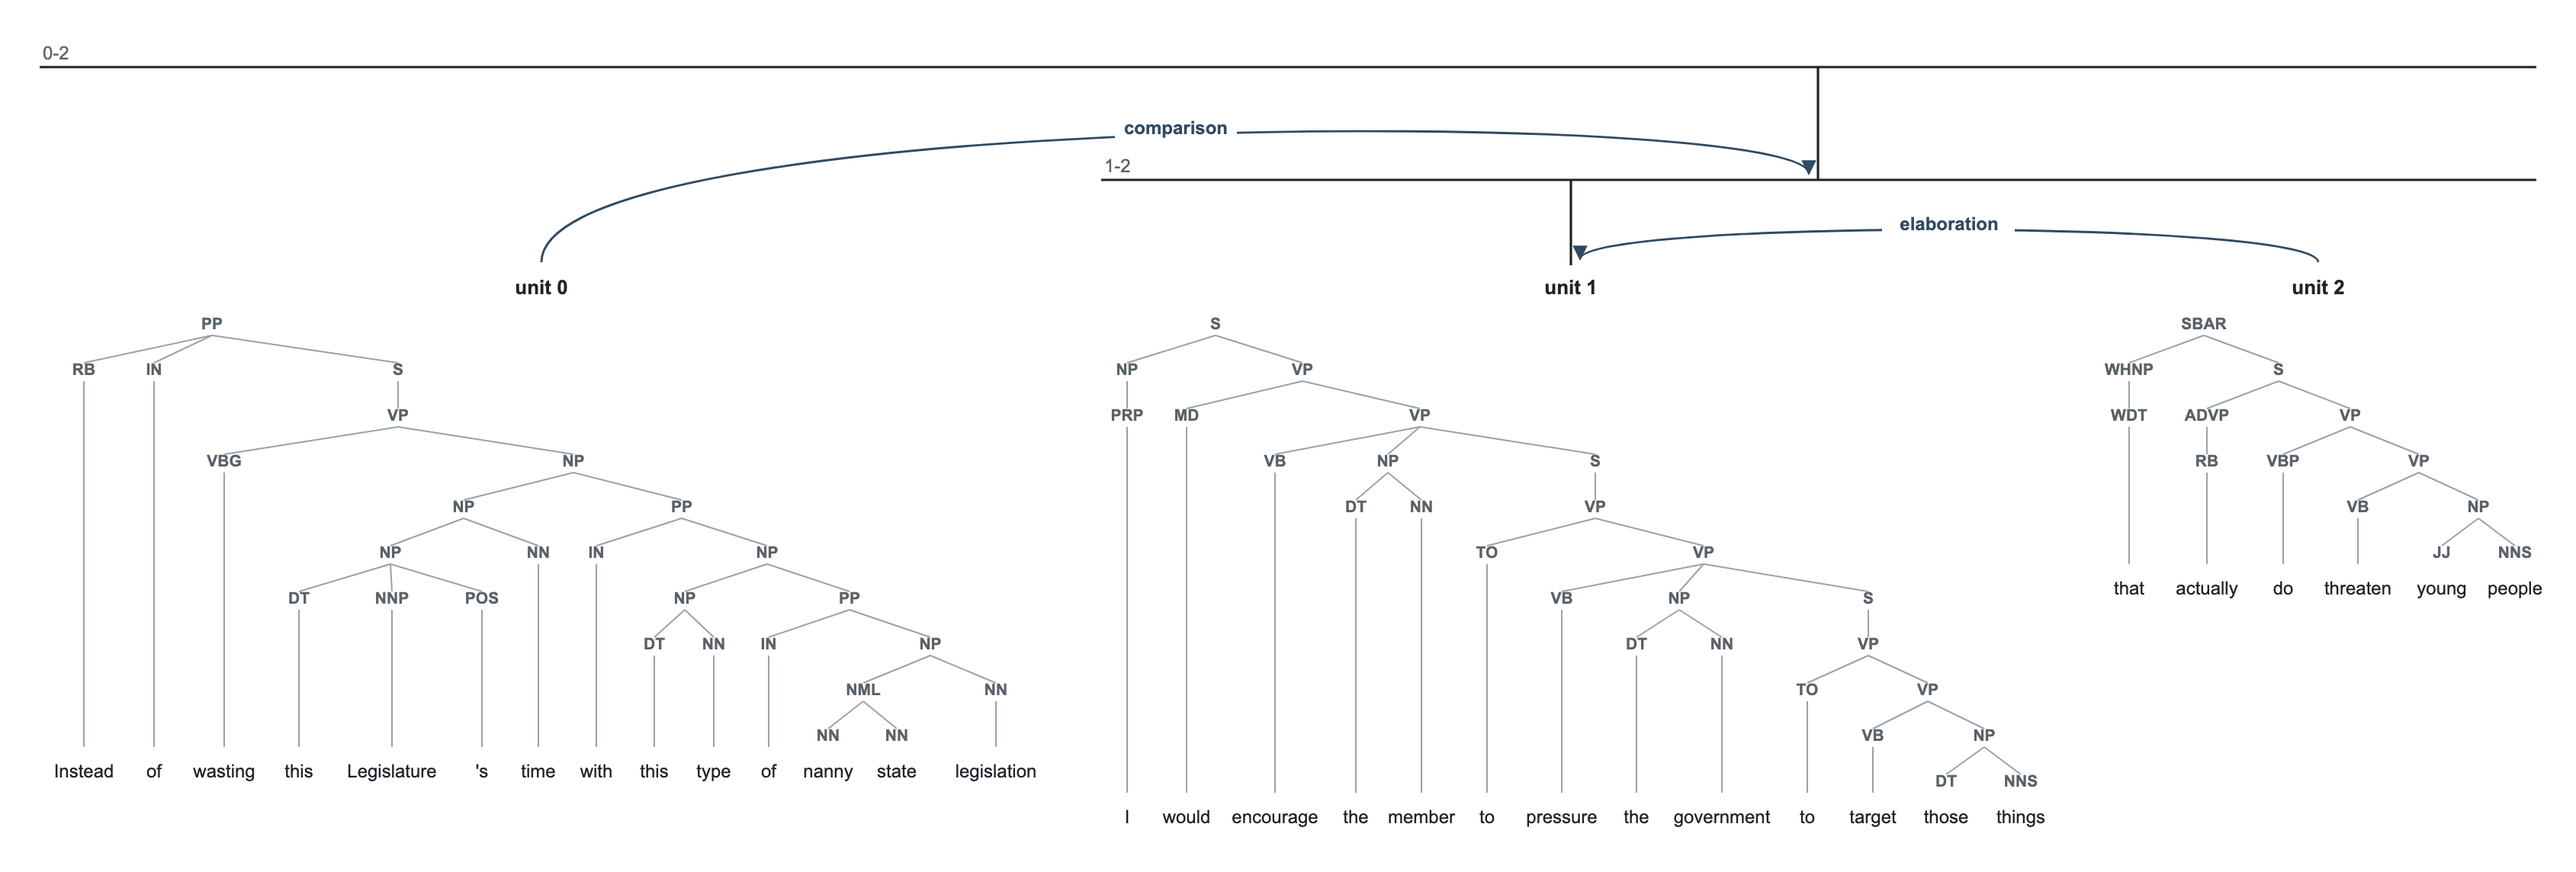 0-2
comparison
1-2
elaboration
unit 0 unit 1 unit 2
PP S SBAR
RB IN S NP VP WHNP S
VP PRP MD VP WDT ADVP VP
VBG NP VB NP S RB VBP VP
NP PP DT NN VP VB NP
NP NN IN NP TO VP JJ NNS
that actually do threaten young people
DT NNP POS NP PP VB NP S
DT NN IN NP DT NN VP
NML NN TO VP
NN NN VB NP
Instead of wasting this Legislature 's time with this type of nanny state legislation
DT NNS
I would encourage the member to pressure the government to target those things